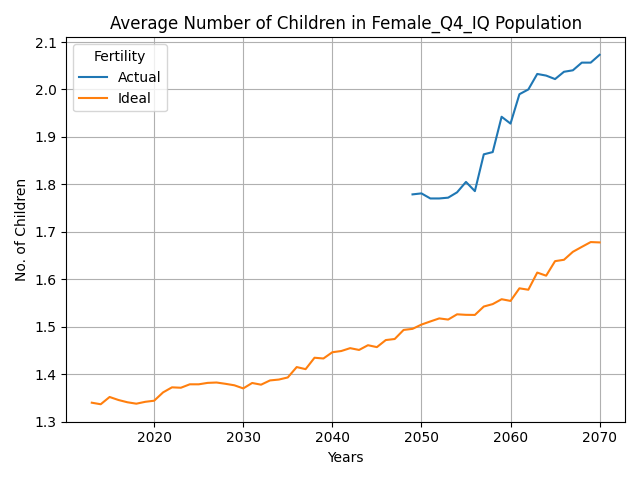 Average Number of Children in Female_Q4_IQ Population
Fertility
Actual
Ideal
No. of Children
2.1
2.0
1.9
1.8
1.7
1.6
1.5
1.4
1.3
2020 2030 2040 2050 2060 2070
Years